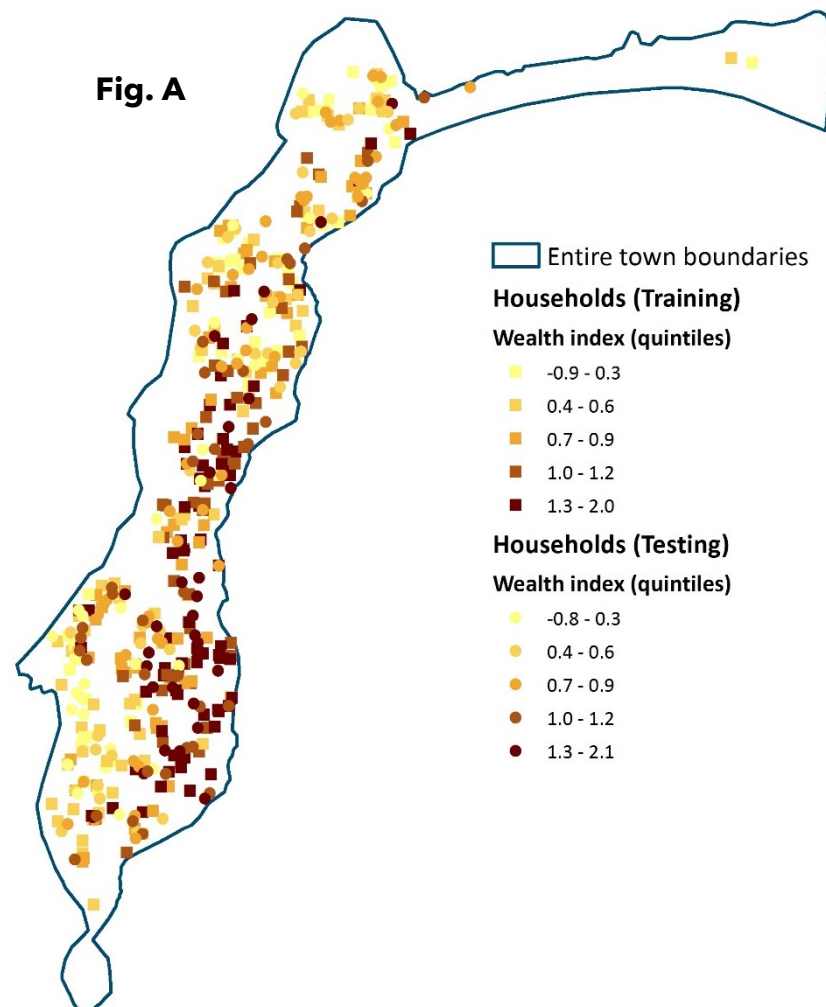 Fig. A
Entire town boundaries
Households (Training)
Wealth index (quintiles)
-0.9 - 0.3
0.4 - 0.6
0.7 - 0.9
1.0 - 1.2
1.3 - 2.0
Households (Testing)
Wealth index (quintiles)
-0.8 - 0.3
0.4 - 0.6
0.7 - 0.9
1.0 - 1.2
1.3 - 2.1